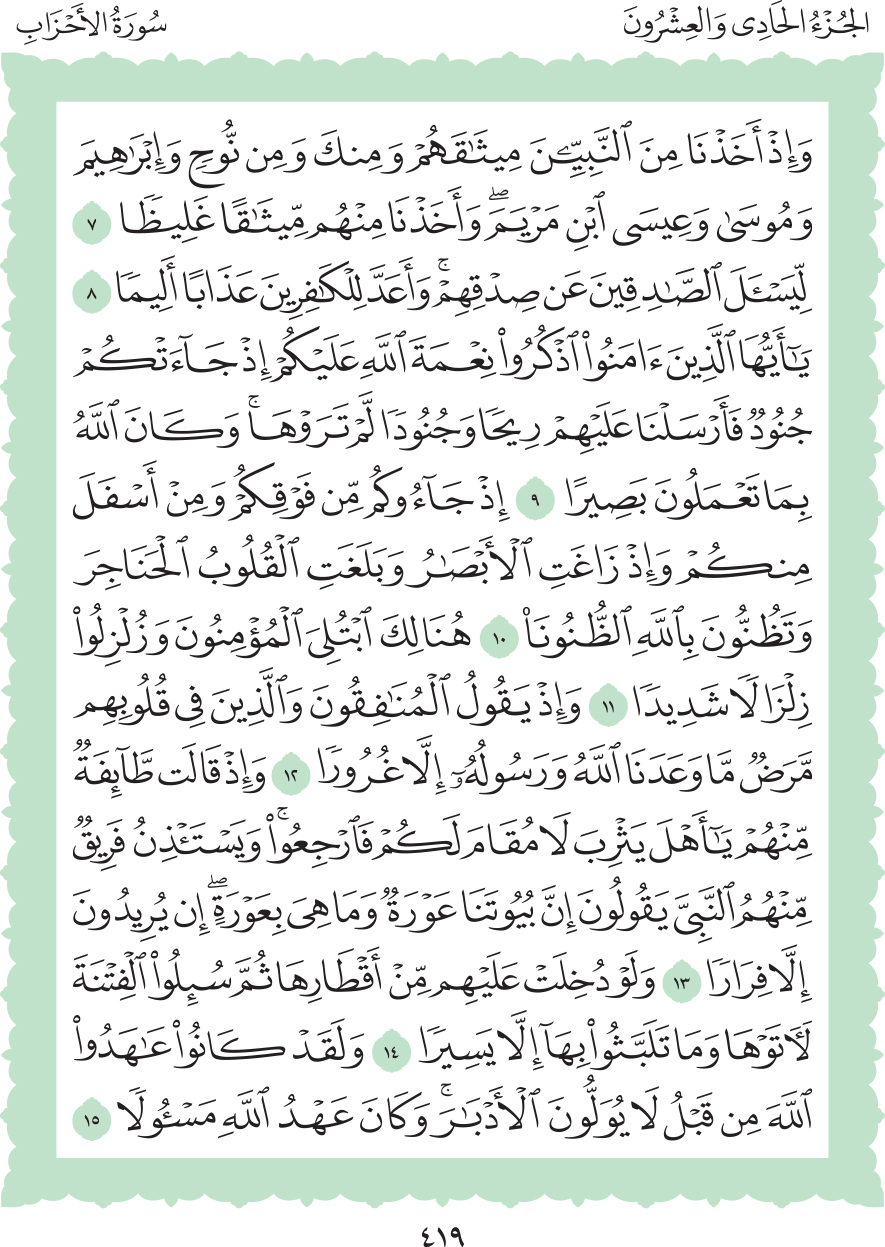 الجُزْءُ الحَادِي وَالعِشْرُونَ
سُورَةُ الأَحْزَابِ
وَإِذْ أَخَذْنَا مِنَ ٱلنَّبِيِّـۧنَ مِيثَٰقَهُمْ وَمِنكَ وَمِن نُّوحٍ وَإِبْرَٰهِيمَ
وَمُوسَىٰ وَعِيسَى ٱبْنِ مَرْيَمَۖ وَأَخَذْنَا مِنْهُم مِّيثَٰقًا غَلِيظًا ٧
لِّيَسْـَٔلَ ٱلصَّٰدِقِينَ عَن صِدْقِهِمْۚ وَأَعَدَّ لِلْكَٰفِرِينَ عَذَابًا أَلِيمًا ٨
يَٰٓأَيُّهَا ٱلَّذِينَ ءَامَنُوا۟ ٱذْكُرُوا۟ نِعْمَةَ ٱللَّهِ عَلَيْكُمْ إِذْ جَآءَتْكُمْ
جُنُودٌ فَأَرْسَلْنَا عَلَيْهِمْ رِيحًا وَجُنُودًا لَّمْ تَرَوْهَاۚ وَكَانَ ٱللَّهُ
بِمَا تَعْمَلُونَ بَصِيرًا ٩ إِذْ جَآءُوكُم مِّن فَوْقِكُمْ وَمِنْ أَسْفَلَ
مِنكُمْ وَإِذْ زَاغَتِ ٱلْأَبْصَٰرُ وَبَلَغَتِ ٱلْقُلُوبُ ٱلْحَنَاجِرَ
وَتَظُنُّونَ بِٱللَّهِ ٱلظُّنُونَا۠ ١٠ هُنَالِكَ ٱبْتُلِىَ ٱلْمُؤْمِنُونَ وَزُلْزِلُوا۟
زِلْزَالًا شَدِيدًا ١١ وَإِذْ يَقُولُ ٱلْمُنَٰفِقُونَ وَٱلَّذِينَ فِى قُلُوبِهِم
مَّرَضٌ مَّا وَعَدَنَا ٱللَّهُ وَرَسُولُهُۥٓ إِلَّا غُرُورًا ١٢ وَإِذْ قَالَت طَّآئِفَةٌ
مِّنْهُمْ يَٰٓأَهْلَ يَثْرِبَ لَا مُقَامَ لَكُمْ فَٱرْجِعُوا۟ۚ وَيَسْتَـْٔذِنُ فَرِيقٌ
مِّنْهُمُ ٱلنَّبِىَّ يَقُولُونَ إِنَّ بُيُوتَنَا عَوْرَةٌ وَمَا هِىَ بِعَوْرَةٍۖ إِن يُرِيدُونَ
إِلَّا فِرَارًا ١٣ وَلَوْ دُخِلَتْ عَلَيْهِم مِّنْ أَقْطَارِهَا ثُمَّ سُئِلُوا۟ ٱلْفِتْنَةَ
لَءَاتَوْهَا وَمَا تَلَبَّثُوا۟ بِهَآ إِلَّا يَسِيرًا ١٤ وَلَقَدْ كَانُوا۟ عَٰهَدُوا۟
ٱللَّهَ مِن قَبْلُ لَا يُوَلُّونَ ٱلْأَدْبَٰرَۚ وَكَانَ عَهْدُ ٱللَّهِ مَسْـُٔولًا ١٥
٤١٩